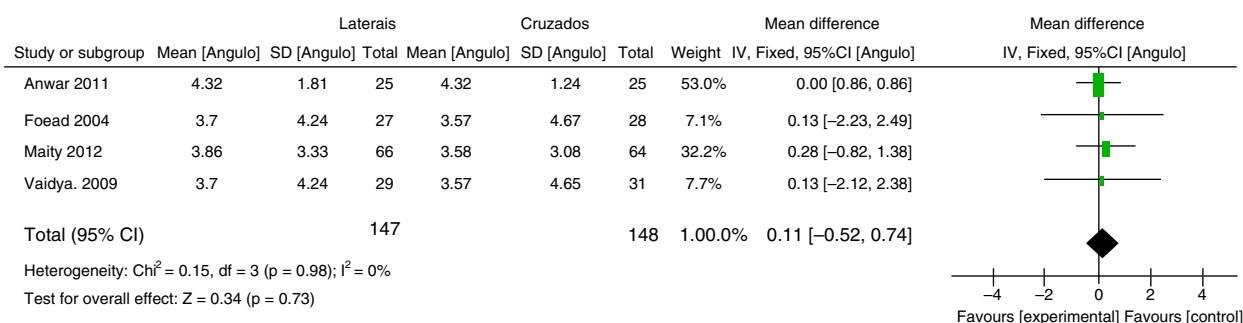 Laterais Cruzados Mean difference Mean difference
Study or subgroup Mean [Angulo] SD [Angulo] Total Mean [Angulo] SD [Angulo] Total Weight IV, Fixed, 95%CI [Angulo] IV, Fixed, 95%CI [Angulo]
Anwar 2011 4.32 1.81 25 4.32 1.24 25 53.0% 0.00 [0.86, 0.86]
Foead 2004 3.7 4.24 27 3.57 4.67 28 7.1% 0.13 [–2.23, 2.49]
Maity 2012 3.86 3.33 66 3.58 3.08 64 32.2% 0.28 [–0.82, 1.38]
Vaidya. 2009 3.7 4.24 29 3.57 4.65 31 7.7% 0.13 [–2.12, 2.38]
Total (95% CI) 147 148 1.00.0% 0.11 [–0.52, 0.74]
Heterogeneity: Chi² = 0.15, df = 3 (p = 0.98); I² = 0%
Test for overall effect: Z = 0.34 (p = 0.73)
–4 –2 0 2 4
Favours [experimental] Favours [control]